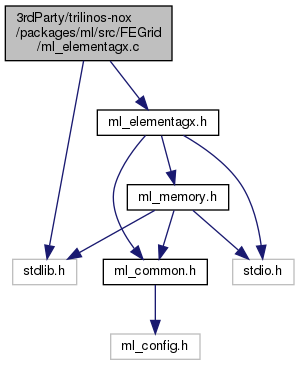 3rdParty/trilinos-nox
/packages/ml/src/FEGrid
/ml_elementagx.c
ml_elementagx.h
ml_memory.h
stdlib.h
ml_common.h
stdio.h
ml_config.h